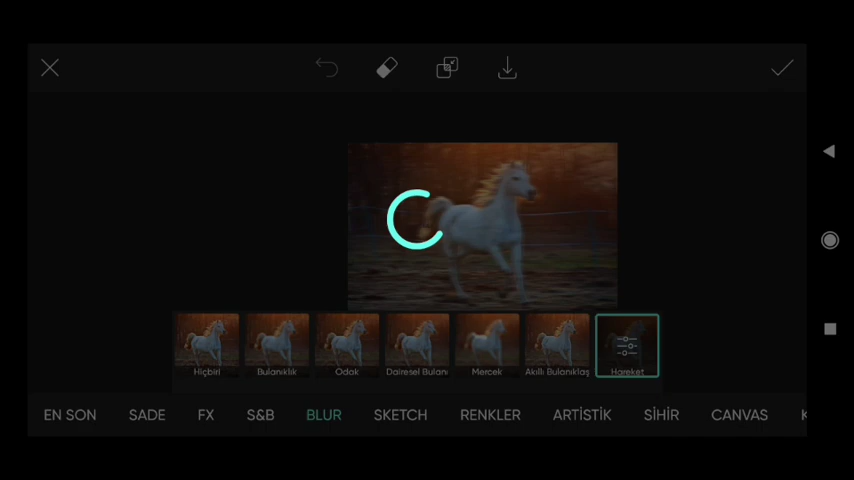 Hiçbiri Bulanıklık Odak Dairesel Bulanı Mercek Akıllı Bulanıklaş Hareket
EN SON SADE FX S&B BLUR SKETCH RENKLER ARTİSTİK SİHİR CANVAS K